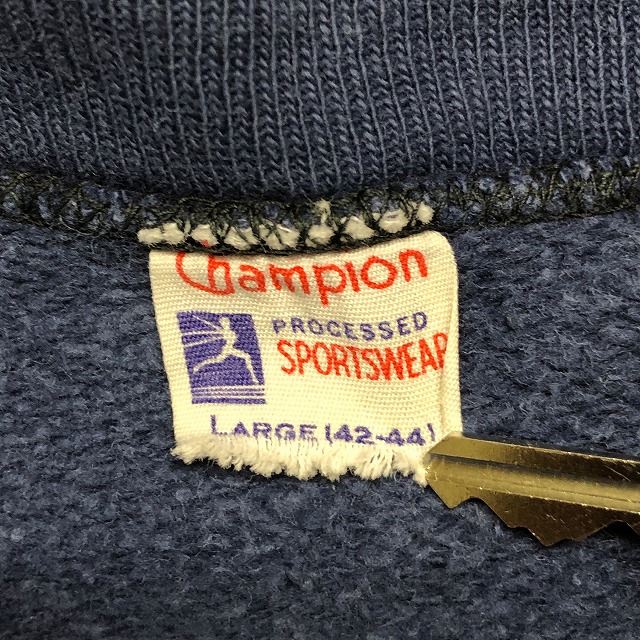 Champion
PROCESSED
SPORTSWEAR
LARGE (42-44)